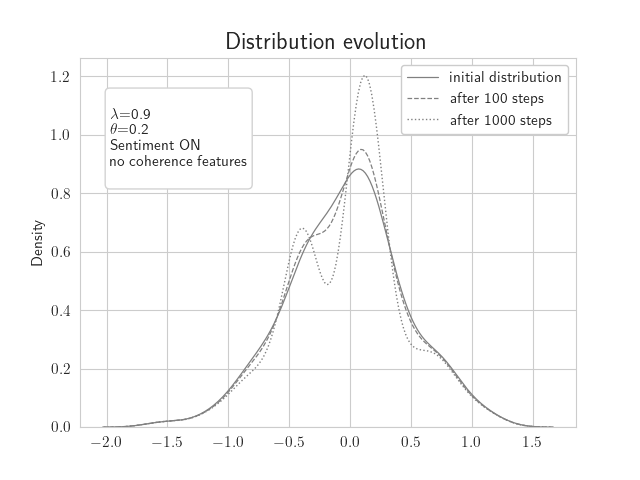 Distribution evolution
1.2
1.0
0.8
0.6
0.4
0.2
0.0
Density
λ=0.9
θ=0.2
Sentiment ON
no coherence features
initial distribution
after 100 steps
after 1000 steps
−2.0 −1.5 −1.0 −0.5 0.0 0.5 1.0 1.5